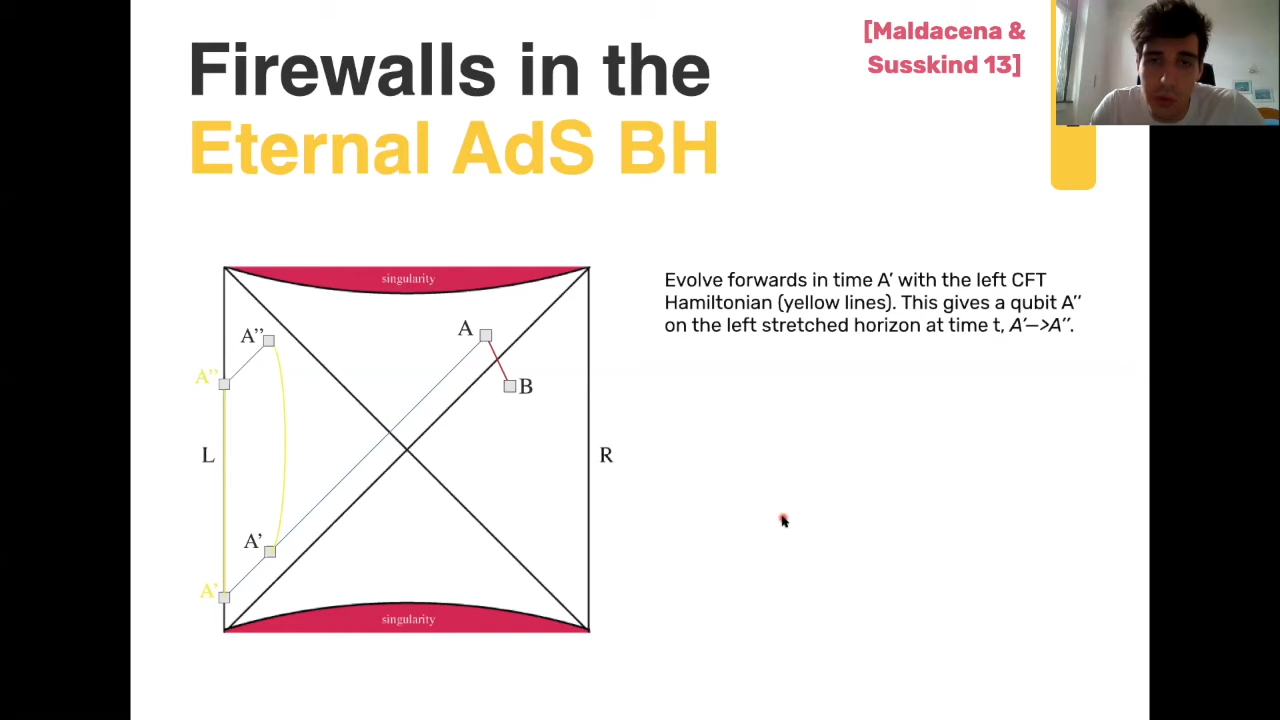 Firewalls in the
Eternal AdS BH
[Maldacena &
Susskind 13]
singularity
A’’
A
A’’
B
L
R
A’
A’
singularity
Evolve forwards in time A’ with the left CFT
Hamiltonian (yellow lines). This gives a qubit A’’
on the left stretched horizon at time t, A’—>A’’.